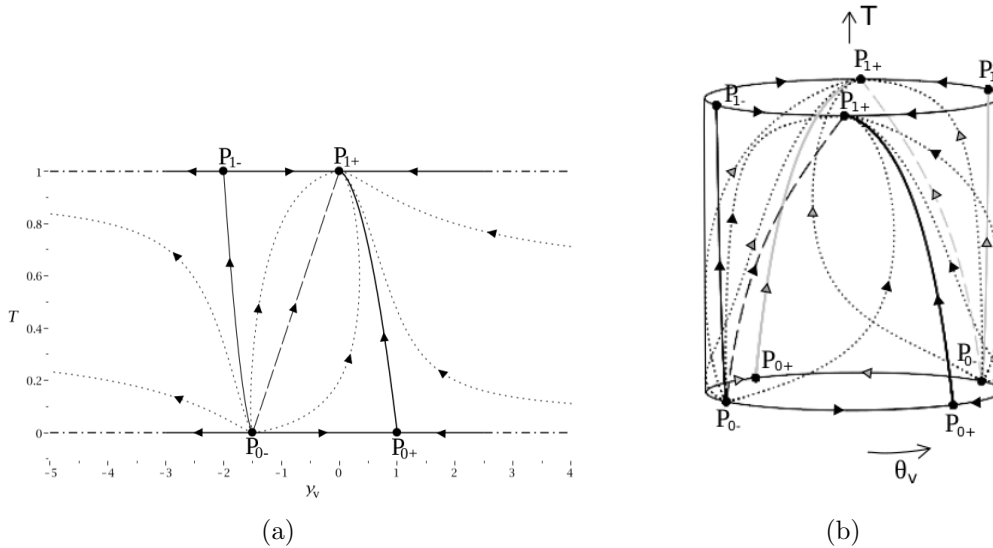 T
P1+
P1-
P1
P1+
P1- P1+
1
0.8
0.6
T
0.4
0.2
0
P0- P0+
P0+
P0-
P0-
P0+
-5 -4 -3 -2 -1 0 1 2 3 4
yv
θv
(a)
(b)